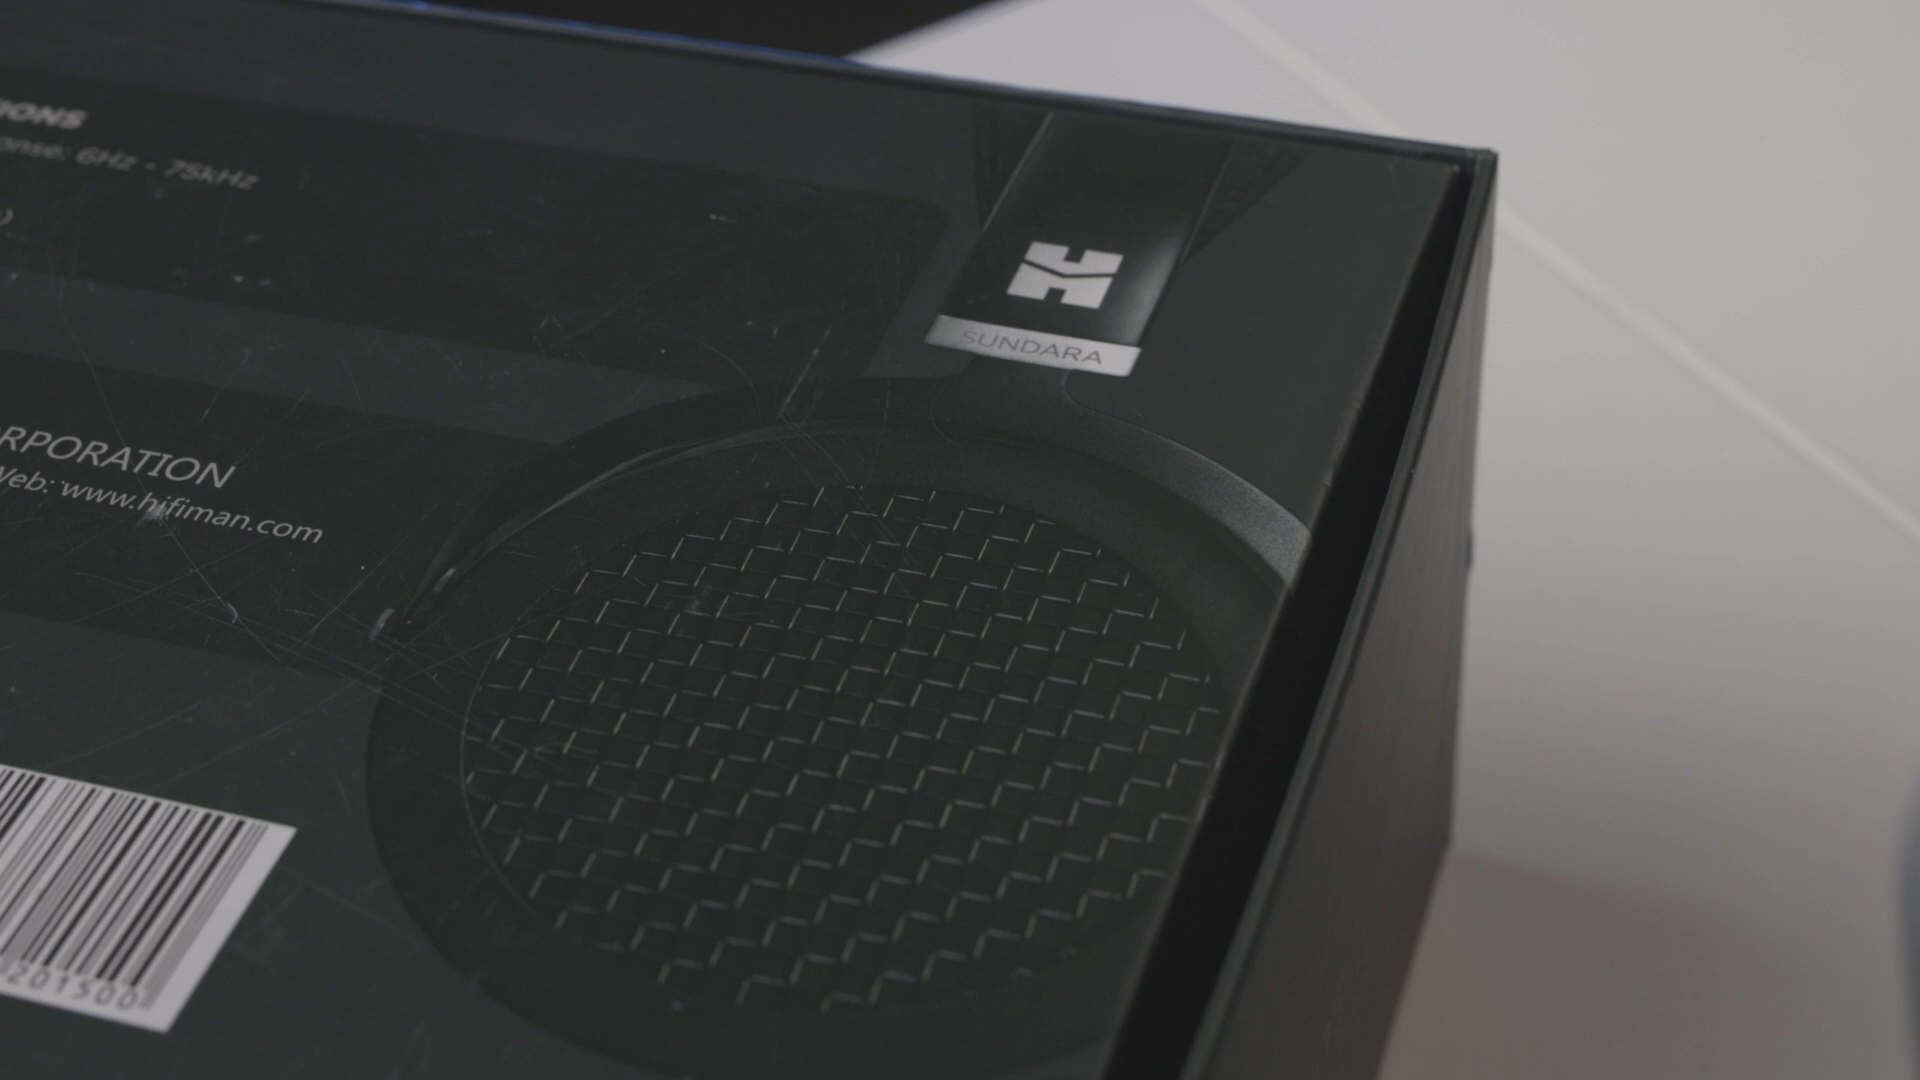 IONS
onse: 6Hz - 75kHz
)
SUNDARA
RPORATION
Web: www.hifiman.com
201500